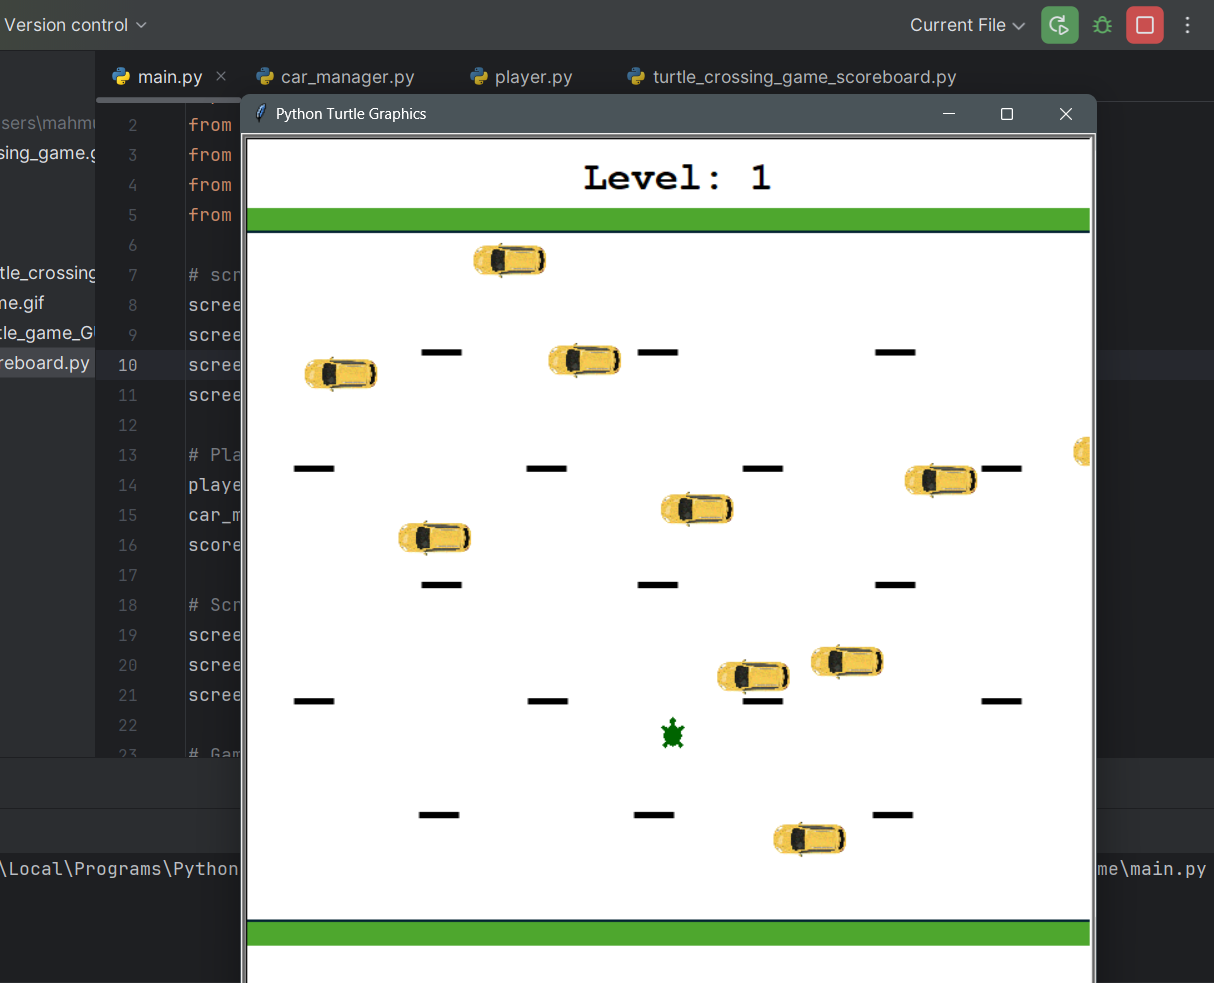 Version control
Current File
main.py
car_manager.py
player.py
turtle_crossing_game_scoreboard.py
Python Turtle Graphics
sers\mahmu
sing_game.g
tle_crossing
me.gif
tle_game_GU
reboard.py
2 from
3 from
4 from
5 from
6
7 # scr
8 scree
9 scree
10 scree
11 scree
12
13 # Pla
14 playe
15 car_m
16 score
17
18 # Scr
19 scree
20 scree
21 scree
22
23 # Gam
Level: 1
\Local\Programs\Python
me\main.py